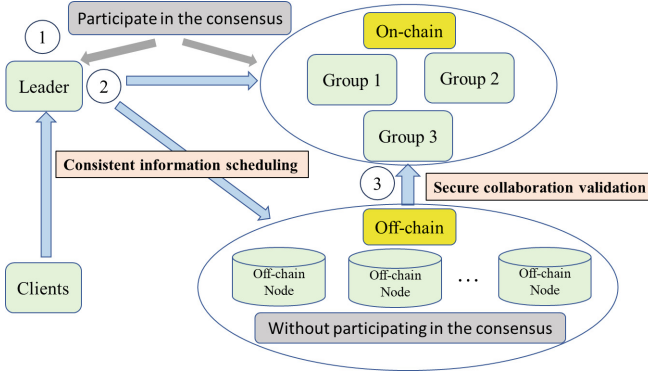 Participate in the consensus
1
On-chain
Leader
2
Group 1
Group 2
Group 3
Consistent information scheduling
3
Secure collaboration validation
Off-chain
Clients
Off-chain
Node
Off-chain
Node
...
Off-chain
Node
Without participating in the consensus